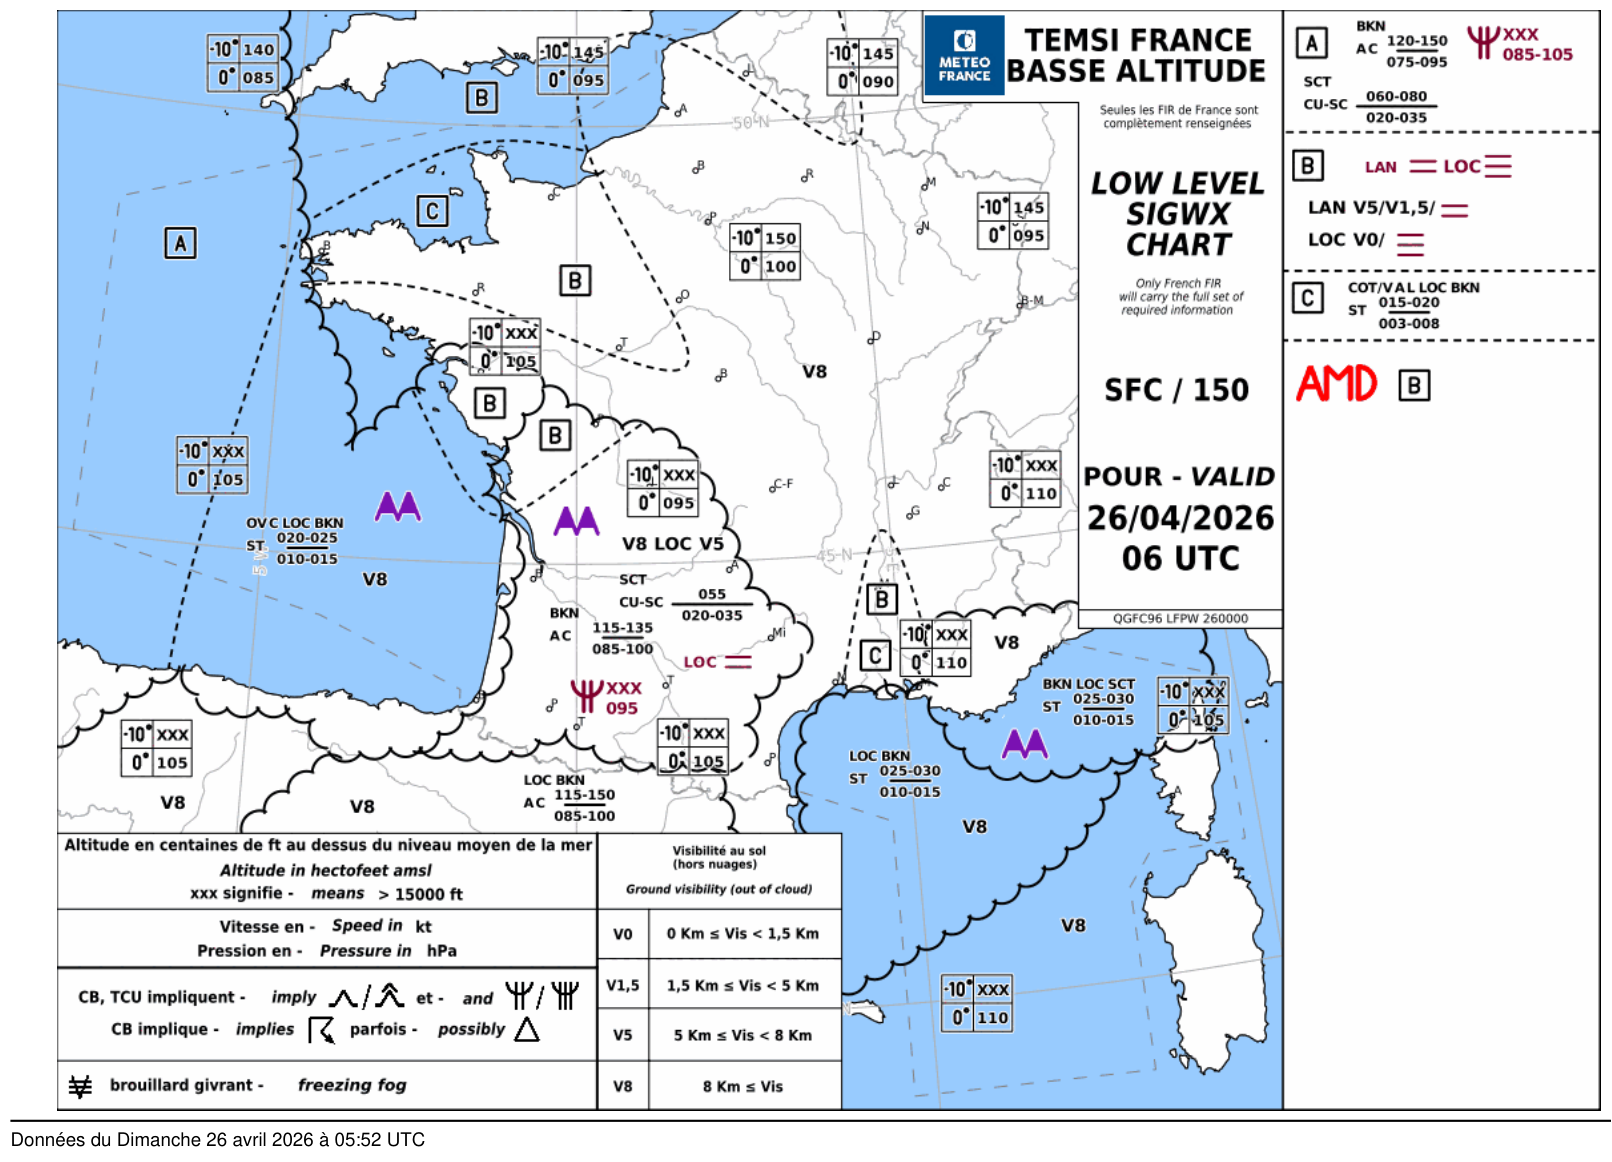 -10° 140
0° 085
-10° 145
0° 095
-10° 145
0° 090
B
L
A
50°N
C
C
B
R
M
A
C
P
N
-10° 145
0° 095
-10° 150
0° 100
B
B
R
O
B-M
T
D
B
V8
-10° XXX
0° 105
B
B
-10° XXX
0° 105
-10° XXX
0° 095
C-F
L
C
G
-10° XXX
0° 110
OVC LOC BKN
ST 020-025
010-015
5°W
V8
V8 LOC V5
45°N
B
A
SCT
CU-SC 055
020-035
BKN
AC 115-135
085-100
LOC
XXX
095
Mi
T
P
T
P
B
C
N
M
-10° XXX
0° 110
V8
N
BKN LOC SCT
ST 025-030
010-015
-10° XXX
0° 105
-10° XXX
0° 105
-10° XXX
0° 105
LOC BKN
ST 025-030
010-015
V8
V8
LOC BKN
AC 115-150
085-100
V8
A
V8
-10° XXX
0° 110
METEO
FRANCE
TEMSI FRANCE
BASSE ALTITUDE
Seules les FIR de France sont
complètement renseignées
LOW LEVEL
SIGWX
CHART
Only French FIR
will carry the full set of
required information
SFC / 150
POUR - VALID
26/04/2026
06 UTC
QGFC96 LFPW 260000
A
BKN
AC 120-150
075-095
XXX
085-105
SCT
CU-SC 060-080
020-035
B
LAN LOC
LAN V5/V1,5/
LOC V0/
C
COT/VAL LOC BKN
ST 015-020
003-008
AMD B
Altitude en centaines de ft au dessus du niveau moyen de la mer
Altitude in hectofeet amsl
xxx signifie - means > 15000 ft
Vitesse en - Speed in kt
Pression en - Pressure in hPa
CB, TCU impliquent - imply / et - and /
CB implique - implies parfois - possibly
brouillard givrant - freezing fog
Visibilité au sol
(hors nuages)
Ground visibility (out of cloud)
V0 0 Km ≤ Vis < 1,5 Km
V1,5 1,5 Km ≤ Vis < 5 Km
V5 5 Km ≤ Vis < 8 Km
V8 8 Km ≤ Vis
Données du Dimanche 26 avril 2026 à 05:52 UTC